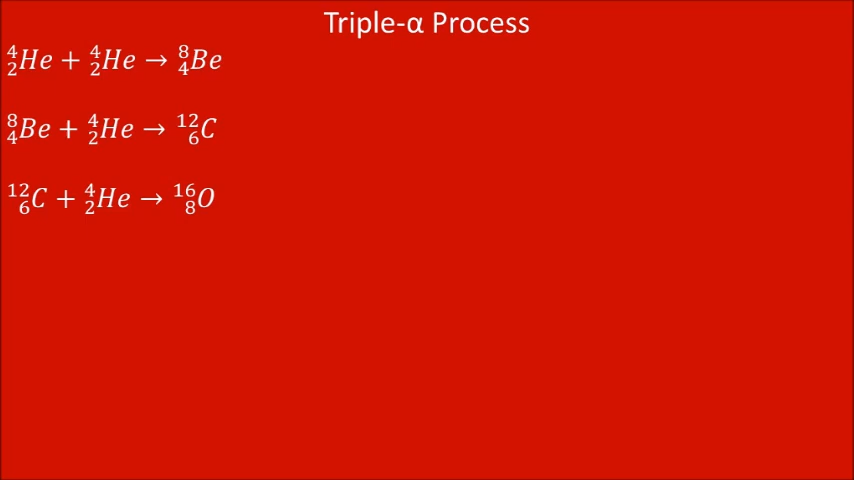 Triple-α Process
⁴₂He + ⁴₂He → ⁸₄Be
⁸₄Be + ⁴₂He → ¹²₆C
¹²₆C + ⁴₂He → ¹⁶₈O